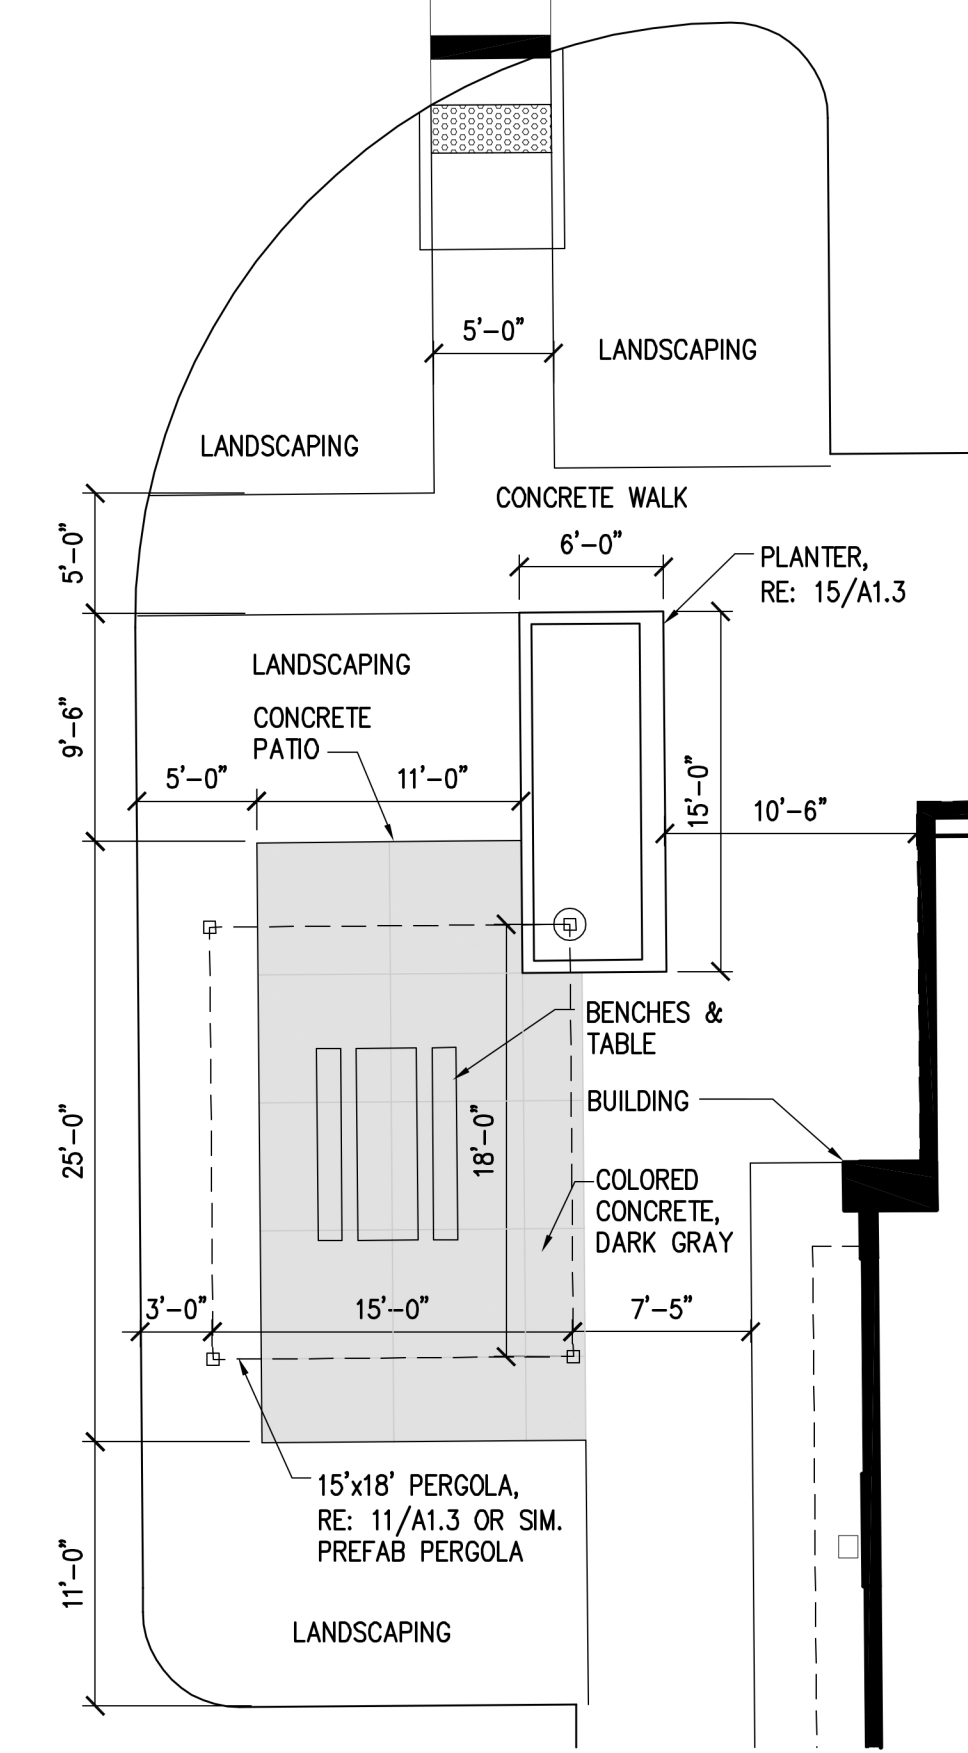 5'-0"
LANDSCAPING
LANDSCAPING
CONCRETE WALK
5'-0"
6'-0"
PLANTER,
RE: 15/A1.3
LANDSCAPING
9'-6"
CONCRETE
PATIO
5'-0"
11'-0"
15'-0"
10'-6"
BENCHES &
TABLE
BUILDING
25'-0"
18'-0"
COLORED
CONCRETE,
DARK GRAY
3'-0"
15'-0"
7'-5"
15'x18' PERGOLA,
RE: 11/A1.3 OR SIM.
PREFAB PERGOLA
11'-0"
LANDSCAPING